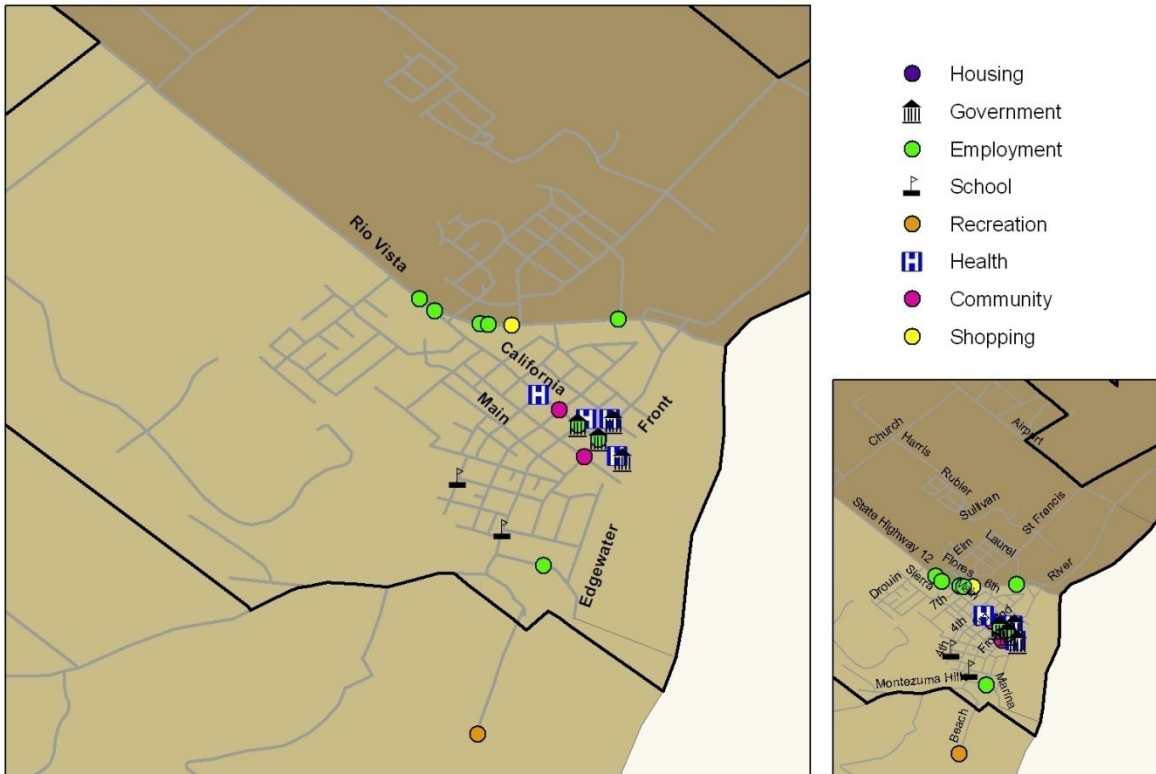 Rio Vista
California
Main
Front
Edgewater
Housing
Government
Employment
School
Recreation
Health
Community
Shopping
Church
Harris
Airport
Rubier
Sullivan
St Francis
State Highway 12
Elm
Laurel
Flores
River
Sierra
Drouin
Main
6th
7th
4th
Front
4th
Montezuma Hill
Marina
Beach